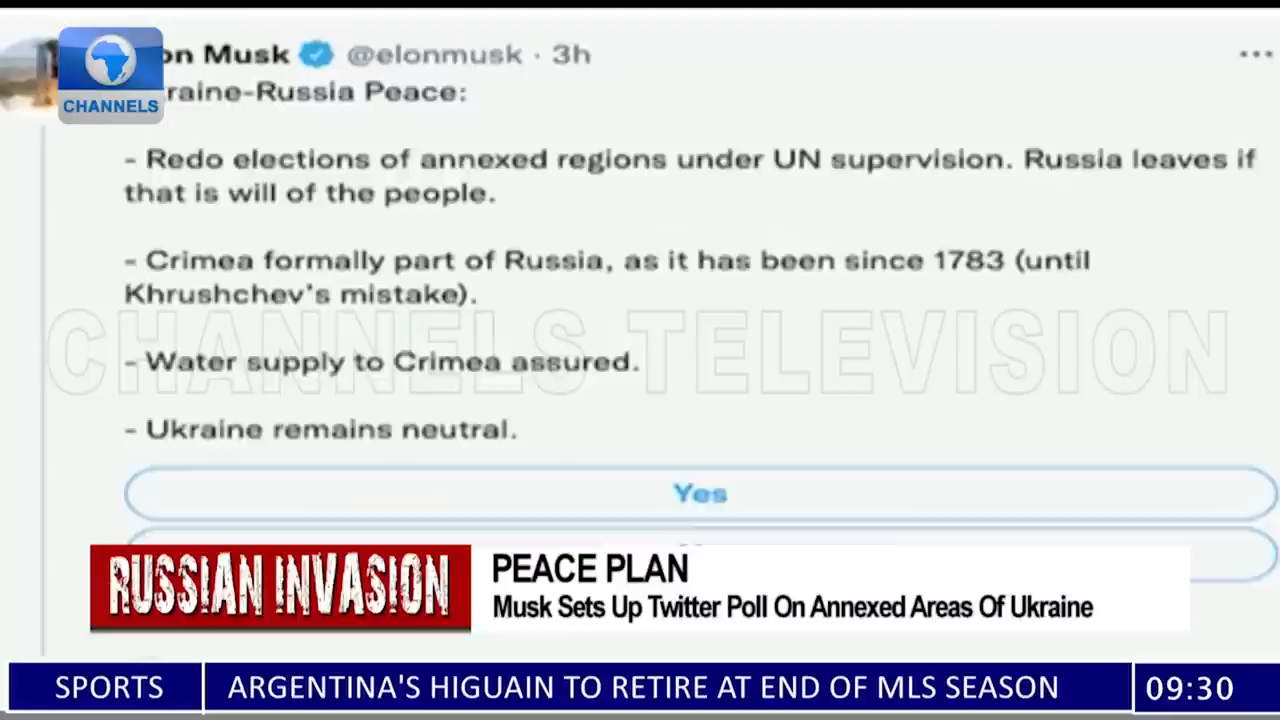 on Musk @elonmusk · 3h
raine-Russia Peace:
CHANNELS
- Redo elections of annexed regions under UN supervision. Russia leaves if
that is will of the people.
- Crimea formally part of Russia, as it has been since 1783 (until
Khrushchev's mistake).
CHANNELS TELEVISION
- Water supply to Crimea assured.
- Ukraine remains neutral.
Yes
RUSSIAN INVASION
PEACE PLAN
Musk Sets Up Twitter Poll On Annexed Areas Of Ukraine
SPORTS
ARGENTINA'S HIGUAIN TO RETIRE AT END OF MLS SEASON
09:30